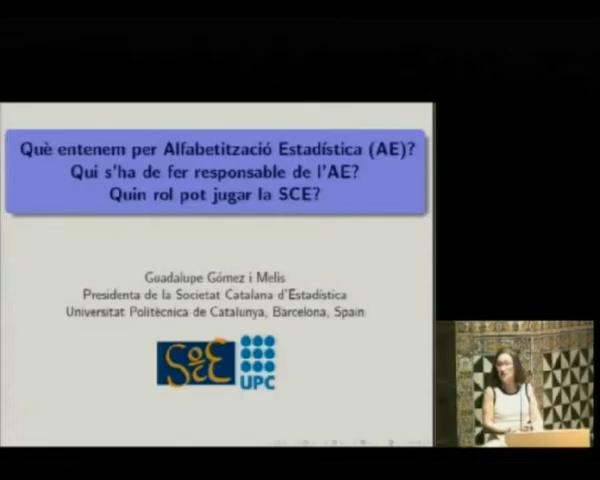 Què entenem per Alfabetització Estadística (AE)?
Qui s'ha de fer responsable de l'AE?
Quin rol pot jugar la SCE?
Guadalupe Gómez i Melis
Presidenta de la Societat Catalana d'Estadística
Universitat Politècnica de Catalunya, Barcelona, Spain
SoCE
UPC